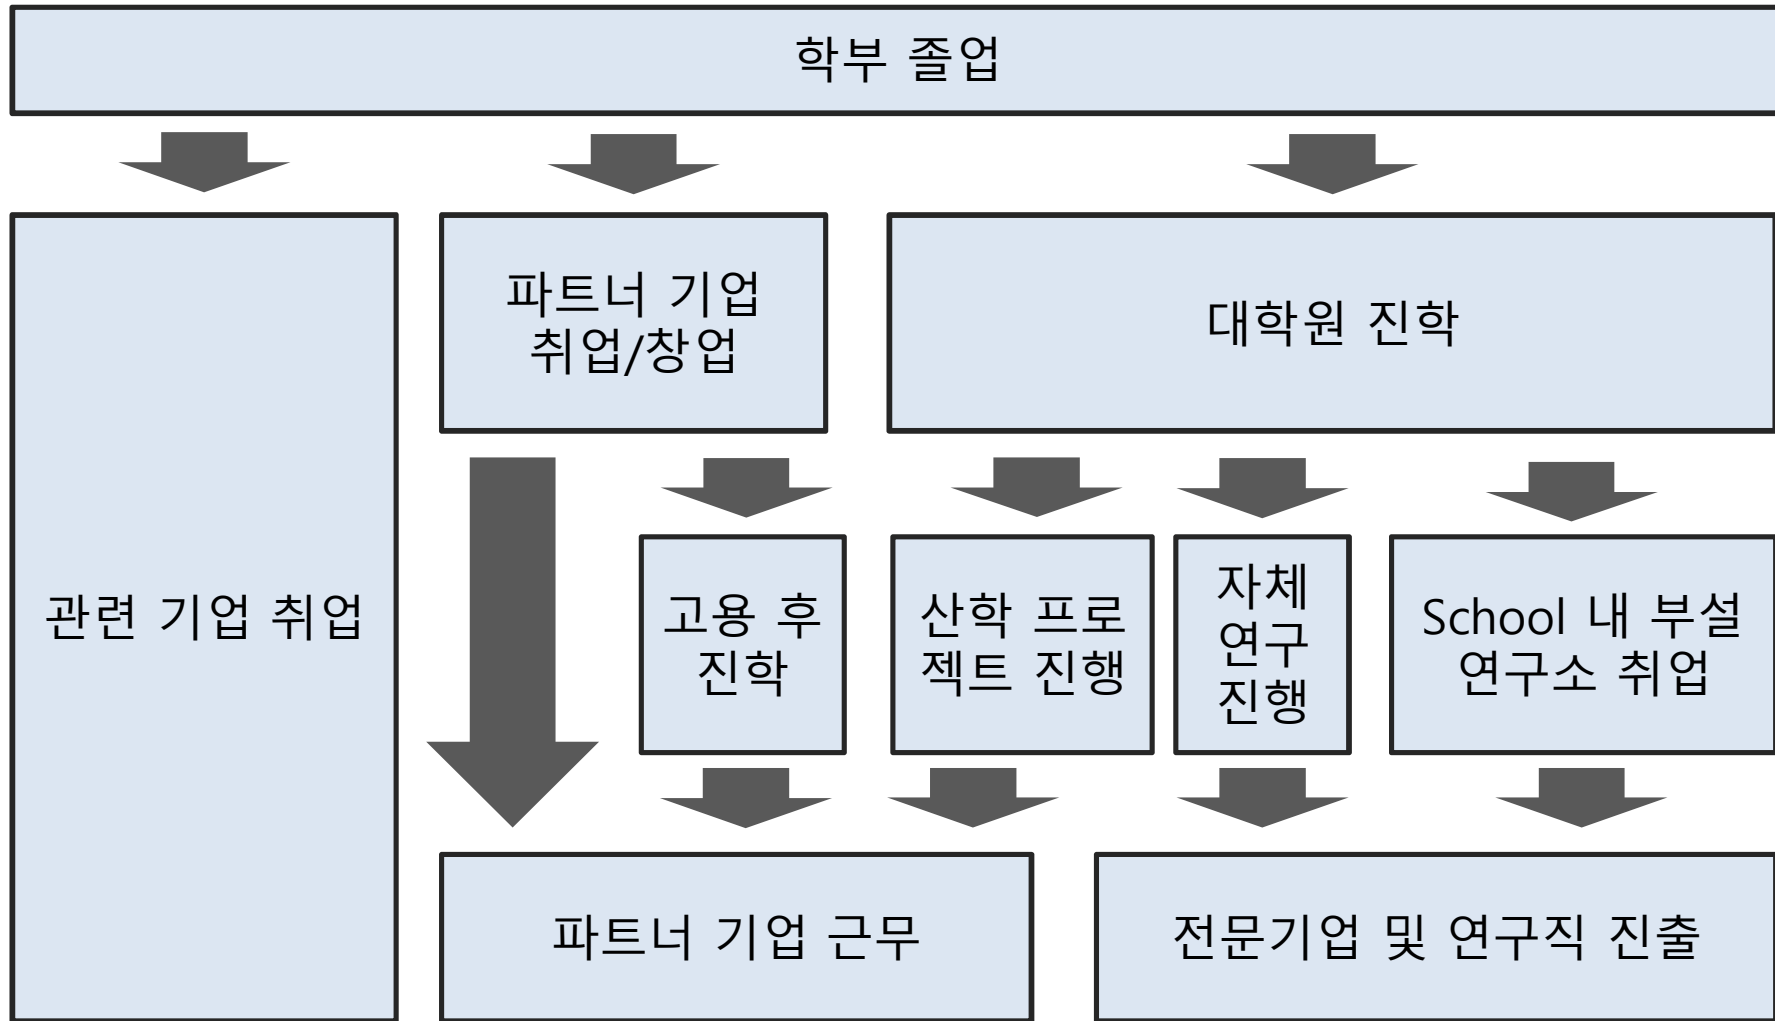 학부 졸업
파트너 기업
취업/창업
대학원 진학
관련 기업 취업
고용 후
진학
산학 프로
젝트 진행
자체
연구
진행
School 내 부설
연구소 취업
파트너 기업 근무
전문기업 및 연구직 진출